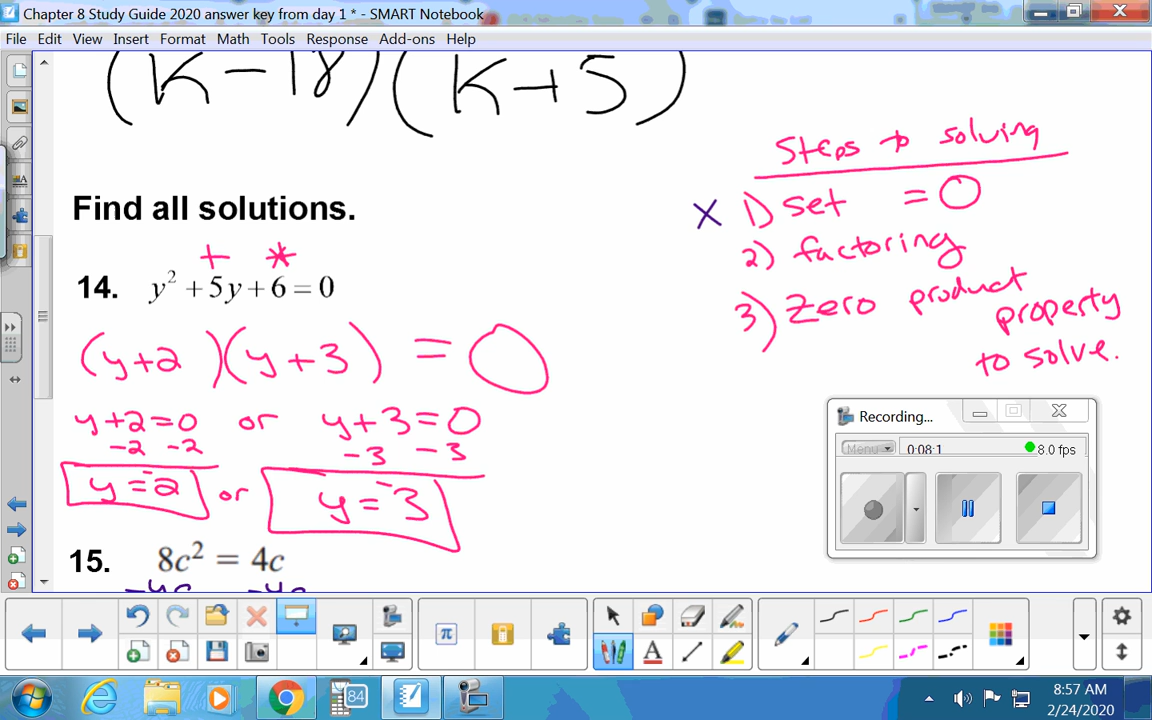 Chapter 8 Study Guide 2020 answer key from day 1 * - SMART Notebook
File Edit View Insert Format Math Tools Response Add-ons Help
(K - 18)(K + 5)
Steps to solving
X 1) set = 0
2) factoring
3) Zero product
property
to solve.
Find all solutions.
+ *
14. y² + 5y + 6 = 0
(y+2)(y+3) = 0
y+2=0 or y+3=0
-2 -2 -3 -3
y=-2 or y=-3
15. 8c² = 4c
-4c -4c
Recording...
Menu 0:08:1 8.0 fps
π A
84
8:57 AM
2/24/2020